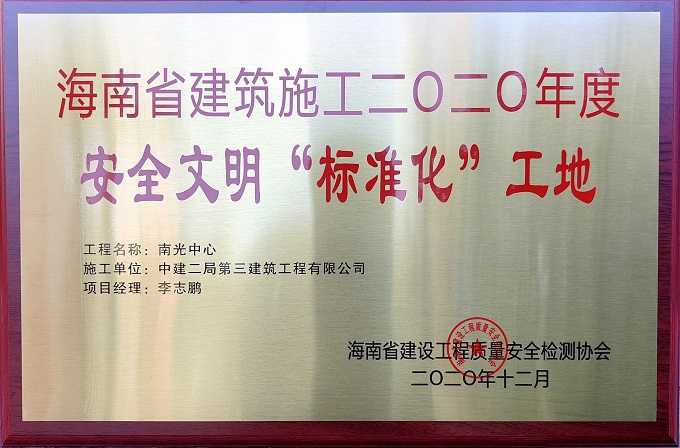 海南省建筑施工二〇二〇年度
安全文明“标准化”工地
工程名称：南光中心
施工单位：中建二局第三建筑工程有限公司
项目经理：李志鹏
海南省建设工程质量安全检测协会
二〇二〇年十二月